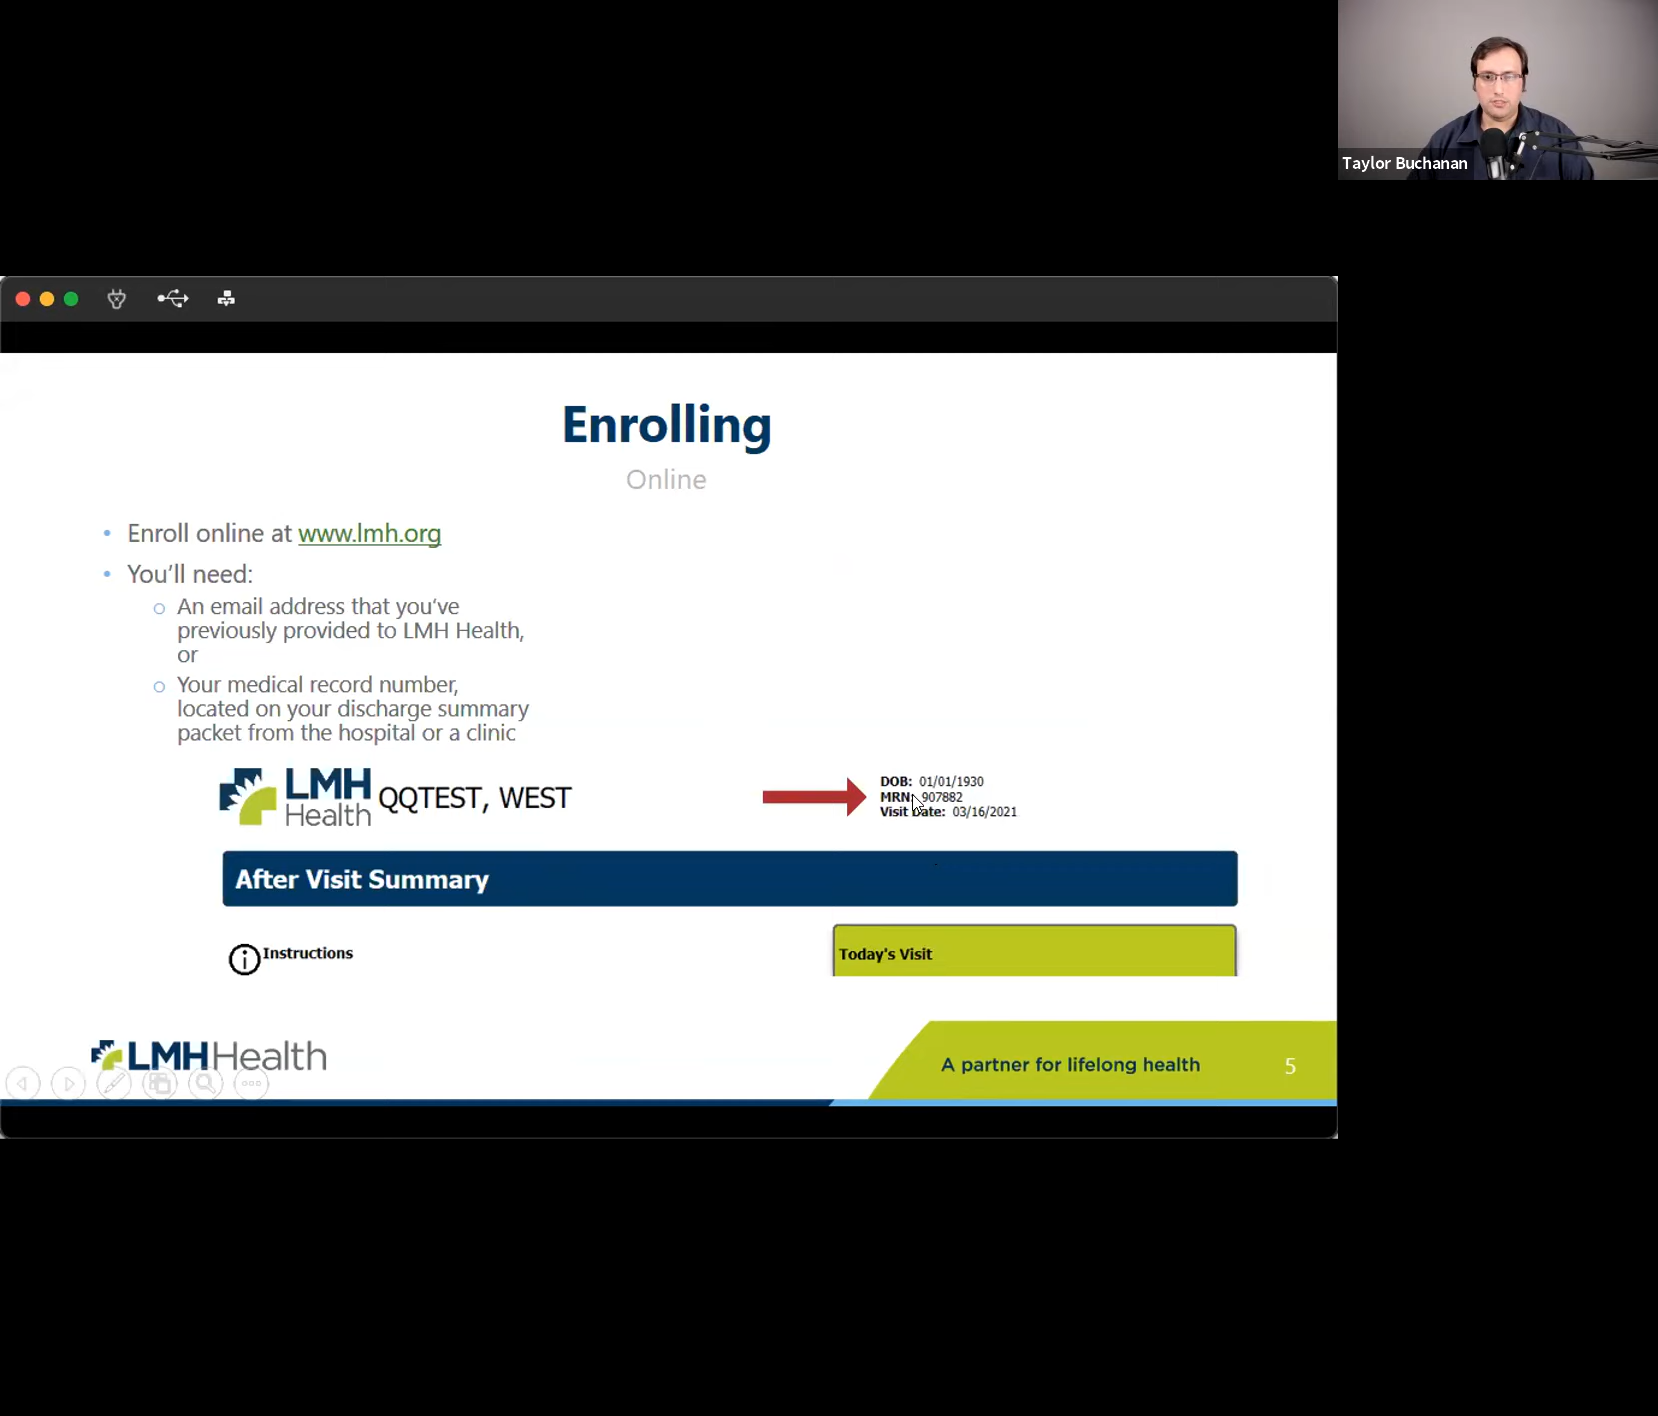 Taylor Buchanan
Enrolling
Online
• Enroll online at www.lmh.org
• You'll need:
o An email address that you've
previously provided to LMH Health,
or
o Your medical record number,
located on your discharge summary
packet from the hospital or a clinic
LMH
Health
QQTEST, WEST
DOB: 01/01/1930
MRN: 907882
Visit Date: 03/16/2021
After Visit Summary
Instructions
Today's Visit
LMH Health
A partner for lifelong health
5